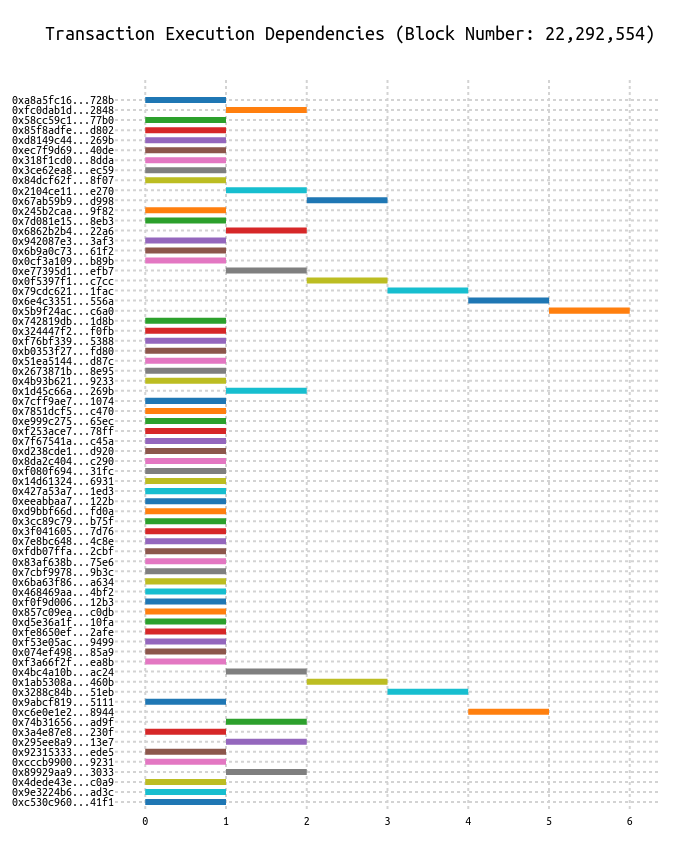 Transaction Execution Dependencies (Block Number: 22,292,554)
0xa8a5fc16...728b
0xfc0dab1d...2848
0x58cc59c1...77b0
0x85f8adfe...d802
0xd8149c44...269b
0xec7f9d69...40de
0x318f1cd0...8dda
0x3ce62ea8...ec59
0x84dcf62f...8f07
0x2104ce11...e270
0x67ab59b9...d998
0x245b2caa...9f82
0x7d081e15...8eb3
0x6862b2b4...22a6
0x942087e3...3af3
0x6b9a0c73...61f2
0x0cf3a109...b89b
0xe77395d1...efb7
0x0f5397f1...c7cc
0x79cdc621...1fac
0x6e4c3351...556a
0x5b9f24ac...c6a0
0x742819db...1d8b
0x324447f2...f0fb
0xf76bf339...5388
0xb0353f27...fd80
0x51ea5144...d87c
0x2673871b...8e95
0x4b93b621...9233
0x1d45c66a...269b
0x7cff9ae7...1074
0x7851dcf5...c470
0xe999c275...65ec
0xf253ace7...78ff
0x7f67541a...c45a
0xd238cde1...d920
0x8da2c404...c290
0xf080f694...31fc
0x14d61324...6931
0x427a53a7...1ed3
0xeeabbaa7...122b
0xd9bbf66d...fd0a
0x3cc89c79...b75f
0x3f041605...7d76
0x7e8bc648...4c8e
0xfdb07ffa...2cbf
0x83af638b...75e6
0x7cbf9978...9b3c
0x6ba63f86...a634
0x468469aa...4bf2
0xf0f9d006...12b3
0x857c09ea...c0db
0xd5e36a1f...10fa
0xfe8650ef...2afe
0xf53e05ac...9499
0x074ef498...85a9
0xf3a66f2f...ea8b
0x4bc4a10b...ac24
0x1ab5308a...460b
0x3288c84b...51eb
0x9abcf819...5111
0xc6e0e1e2...8944
0x74b31656...ad9f
0x3a4e87e8...230f
0x295ee8a9...13e7
0x92315333...ede5
0xcccb9900...9231
0x89929aa9...3033
0x4dede43e...c0a9
0x9e3224b6...ad3c
0xc530c960...41f1
0 1 2 3 4 5 6